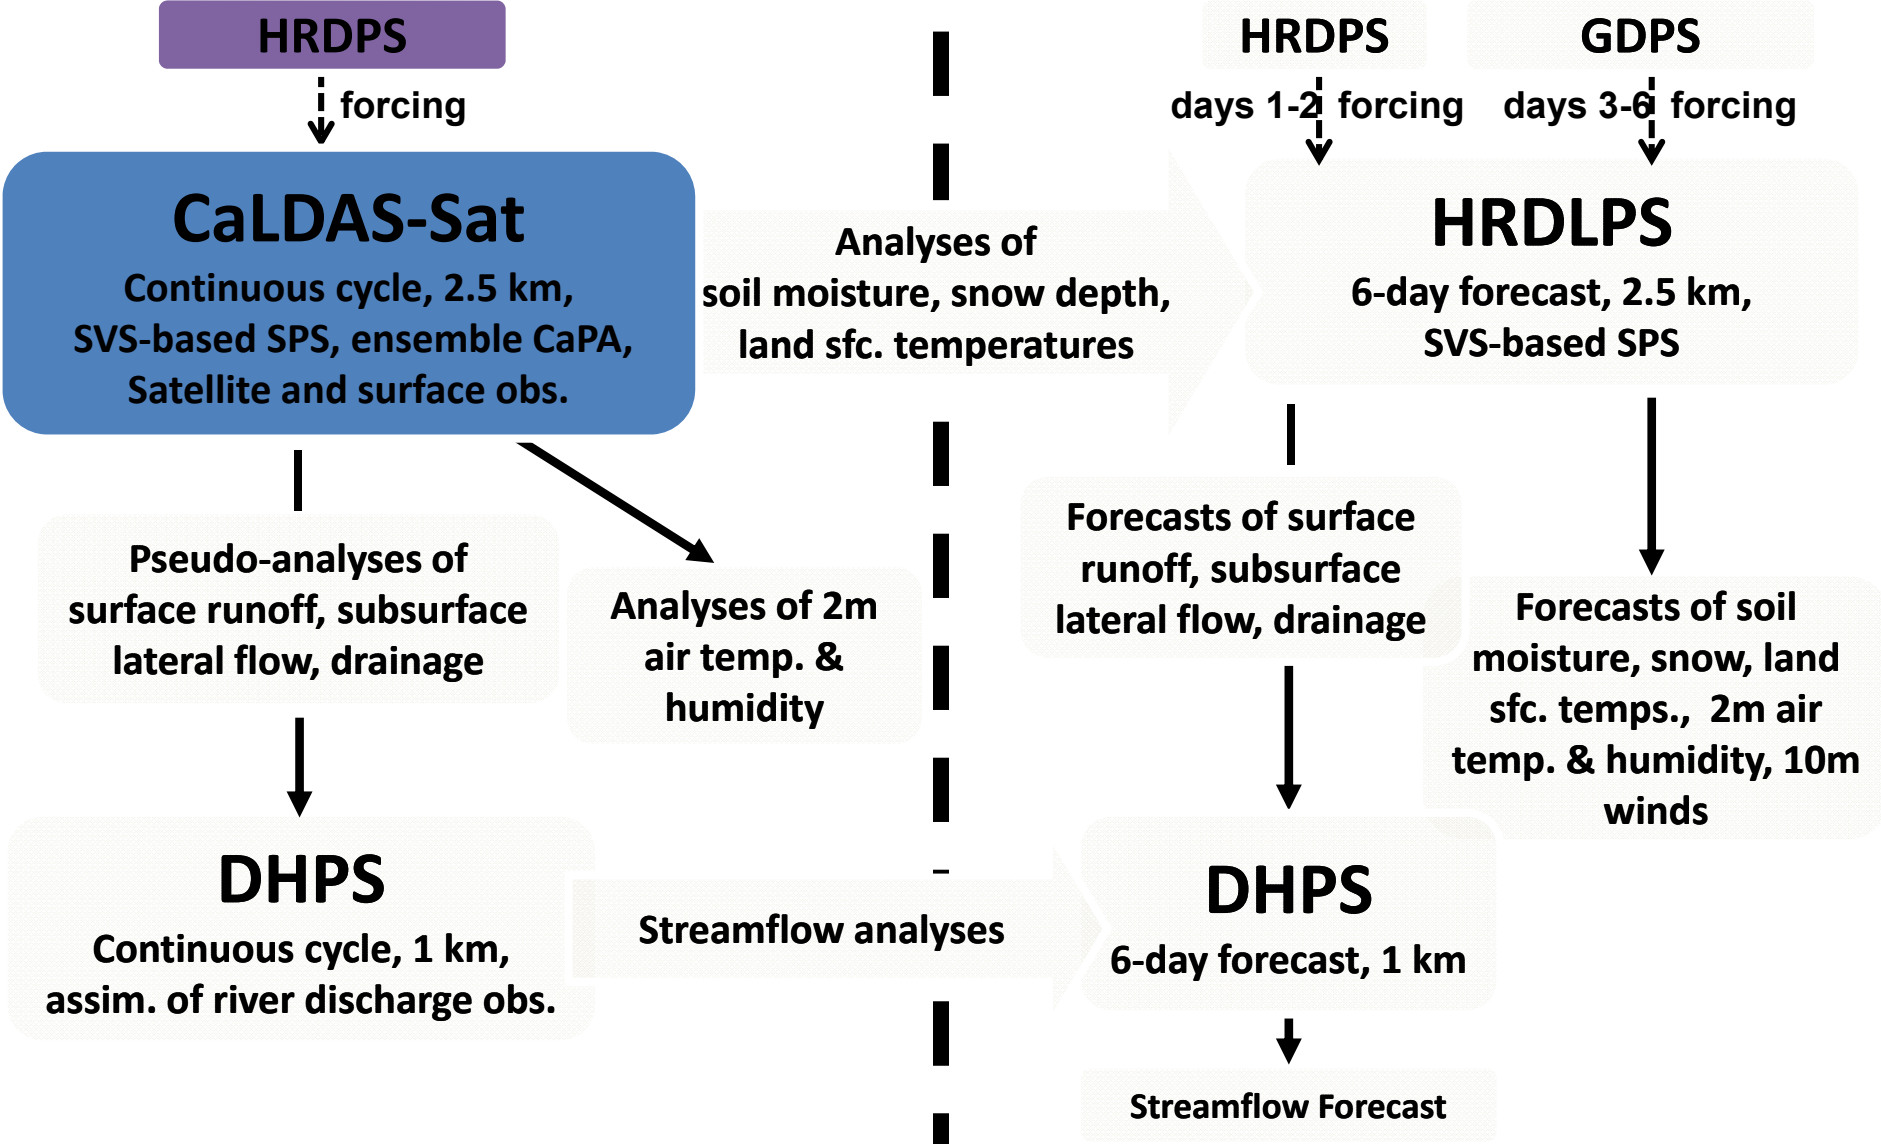 HRDPS
forcing
CaLDAS-Sat
Continuous cycle, 2.5 km,
SVS-based SPS, ensemble CaPA,
Satellite and surface obs.
Analyses of
soil moisture, snow depth,
land sfc. temperatures
HRDPS
days 1-2 forcing
GDPS
days 3-6 forcing
HRDLPS
6-day forecast, 2.5 km,
SVS-based SPS
Pseudo-analyses of
surface runoff, subsurface
lateral flow, drainage
Analyses of 2m
air temp. &
humidity
Forecasts of surface
runoff, subsurface
lateral flow, drainage
Forecasts of soil
moisture, snow, land
sfc. temps., 2m air
temp. & humidity, 10m
winds
DHPS
Continuous cycle, 1 km,
assim. of river discharge obs.
Streamflow analyses
DHPS
6-day forecast, 1 km
Streamflow Forecast